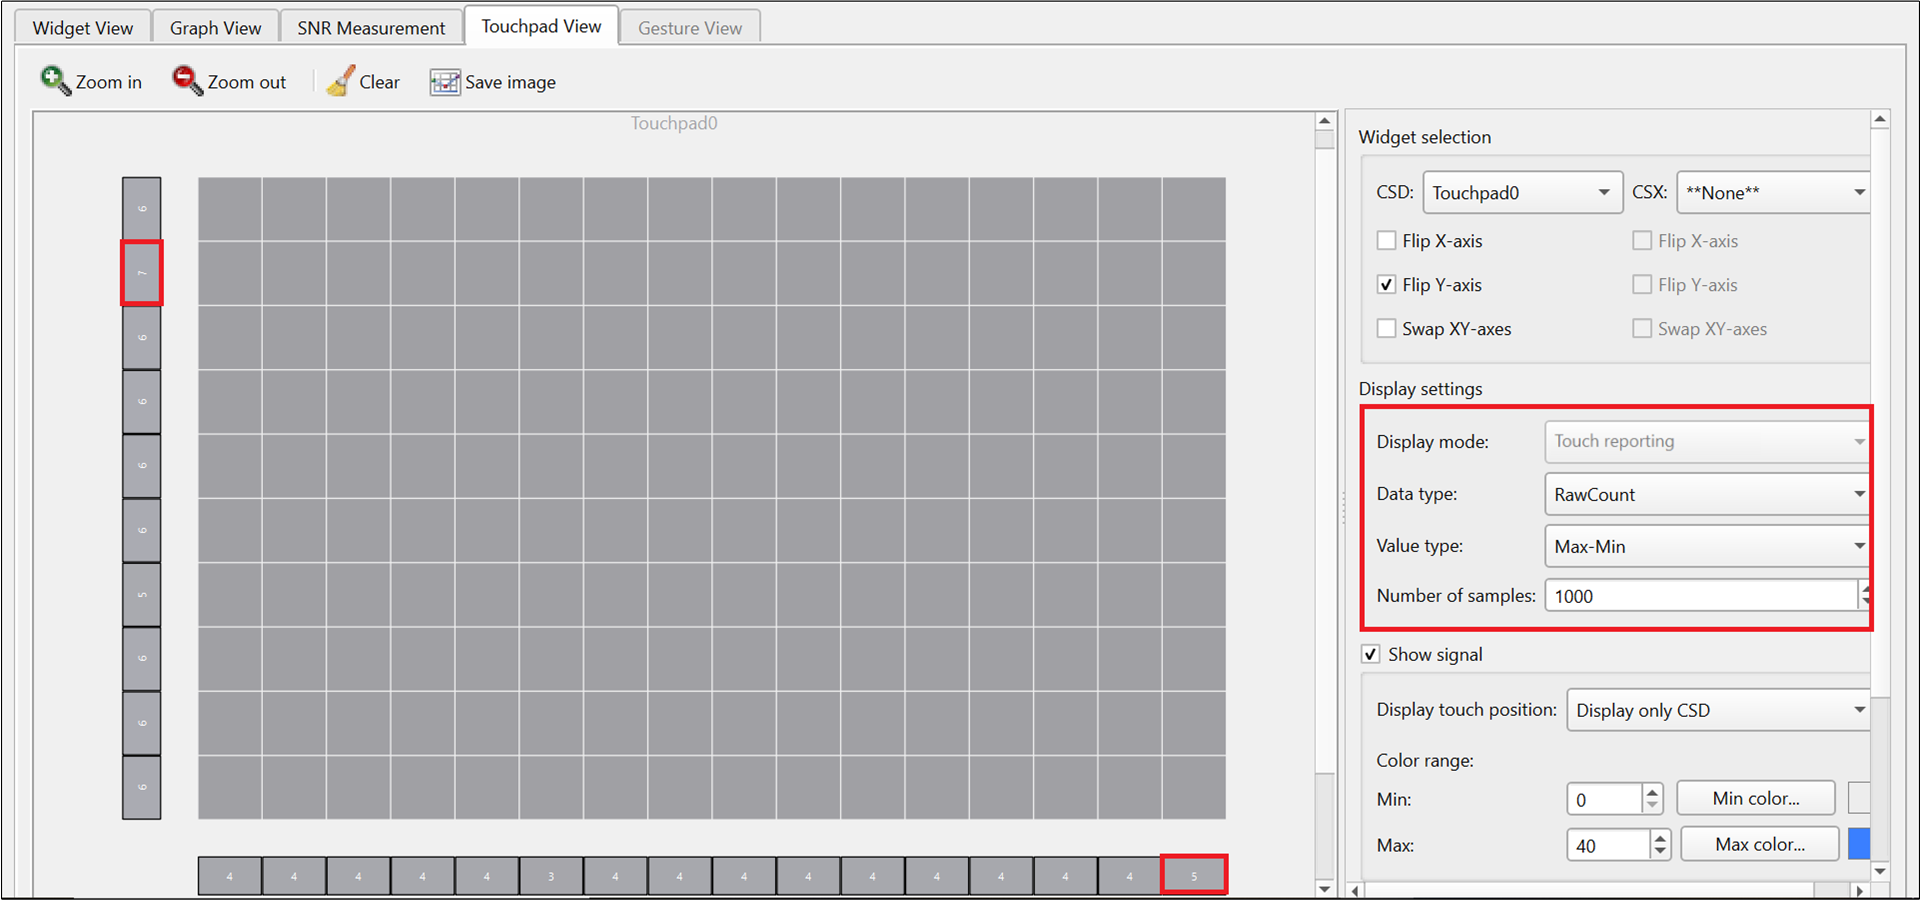 Widget View
Graph View
SNR Measurement
Touchpad View
Gesture View
Zoom in
Zoom out
Clear
Save image
Touchpad0
6
7
6
6
6
6
5
6
6
6
4 4 4 4 4 3 4 4 4 4 4 4 4 4 4 5
Widget selection
CSD: Touchpad0 CSX: **None**
Flip X-axis Flip X-axis
Flip Y-axis Flip Y-axis
Swap XY-axes Swap XY-axes
Display settings
Display mode: Touch reporting
Data type: RawCount
Value type: Max-Min
Number of samples: 1000
Show signal
Display touch position: Display only CSD
Color range:
Min: 0 Min color...
Max: 40 Max color...